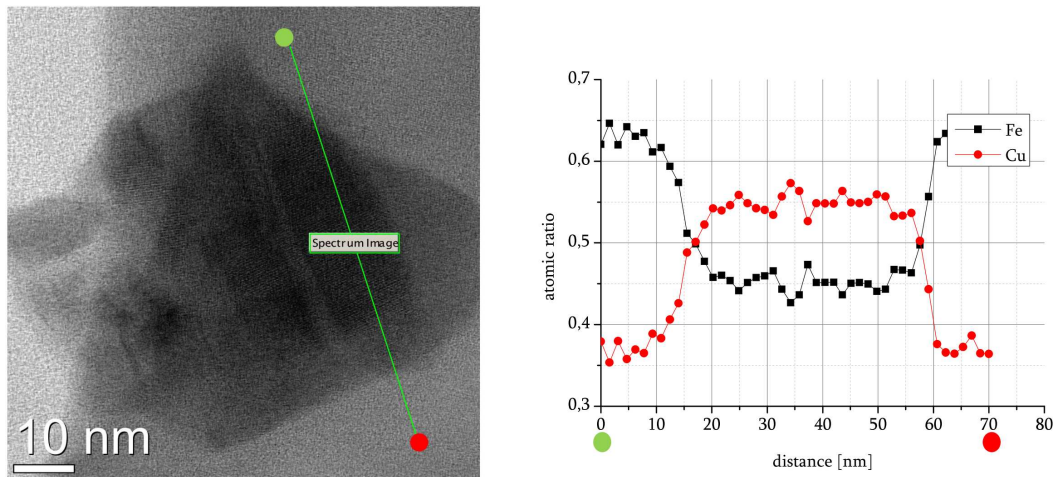 Spectrum Image
10 nm
0,7
0,6
0,5
0,4
0,3
atomic ratio
Fe
Cu
0 10 20 30 40 50 60 70 80
distance [nm]